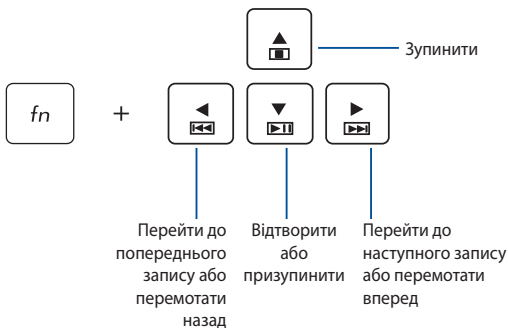 Зупинити
fn +
Перейти до
попереднього
запису або
перемотати
назад
Відтворити
або
призупинити
Перейти до
наступного запису
або перемотати
вперед